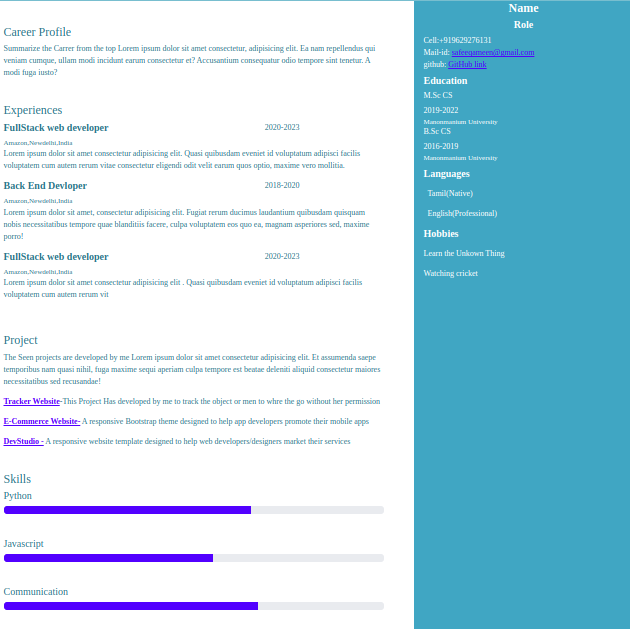 Career Profile
Summarize the Carrer from the top Lorem ipsum dolor sit amet consectetur, adipisicing elit. Ea nam repellendus qui
veniam cumque, ullam modi incidunt earum consectetur et? Accusantium consequatur odio tempore sint tenetur. A
modi fuga iusto?
Experiences
FullStack web developer 2020-2023
Amazon,Newdelhi,India
Lorem ipsum dolor sit amet consectetur adipisicing elit. Quasi quibusdam eveniet id voluptatum adipisci facilis
voluptatem cum autem rerum vitae consectetur eligendi odit velit earum quos optio, maxime vero mollitia.
Back End Devloper 2018-2020
Amazon,Newdelhi,India
Lorem ipsum dolor sit amet, consectetur adipisicing elit. Fugiat rerum ducimus laudantium quibusdam quisquam
nobis necessitatibus tempore quae blanditiis facere, culpa voluptatem eos quo ea, magnam asperiores sed, maxime
porro!
FullStack web developer 2020-2023
Amazon,Newdelhi,India
Lorem ipsum dolor sit amet consectetur adipisicing elit . Quasi quibusdam eveniet id voluptatum adipisci facilis
voluptatem cum autem rerum vit
Project
The Seen projects are developed by me Lorem ipsum dolor sit amet consectetur adipisicing elit. Et assumenda saepe
temporibus nam quasi nihil, fuga maxime sequi aperiam culpa tempore est beatae deleniti aliquid consectetur maiores
necessitatibus sed recusandae!
Tracker Website-This Project Has developed by me to track the object or men to whre the go without her permission
E-Commerce Website- A responsive Bootstrap theme designed to help app developers promote their mobile apps
DevStudio - A responsive website template designed to help web developers/designers market their services
Skills
Python
Javascript
Communication
Name
Role
Cell:+919629276131
Mail-id: safeeqameen@gmail.com
github: GitHub link
Education
M.Sc CS
2019-2022
Manonmanium University
B.Sc CS
2016-2019
Manonmanium University
Languages
Tamil(Native)
English(Professional)
Hobbies
Learn the Unkown Thing
Watching cricket